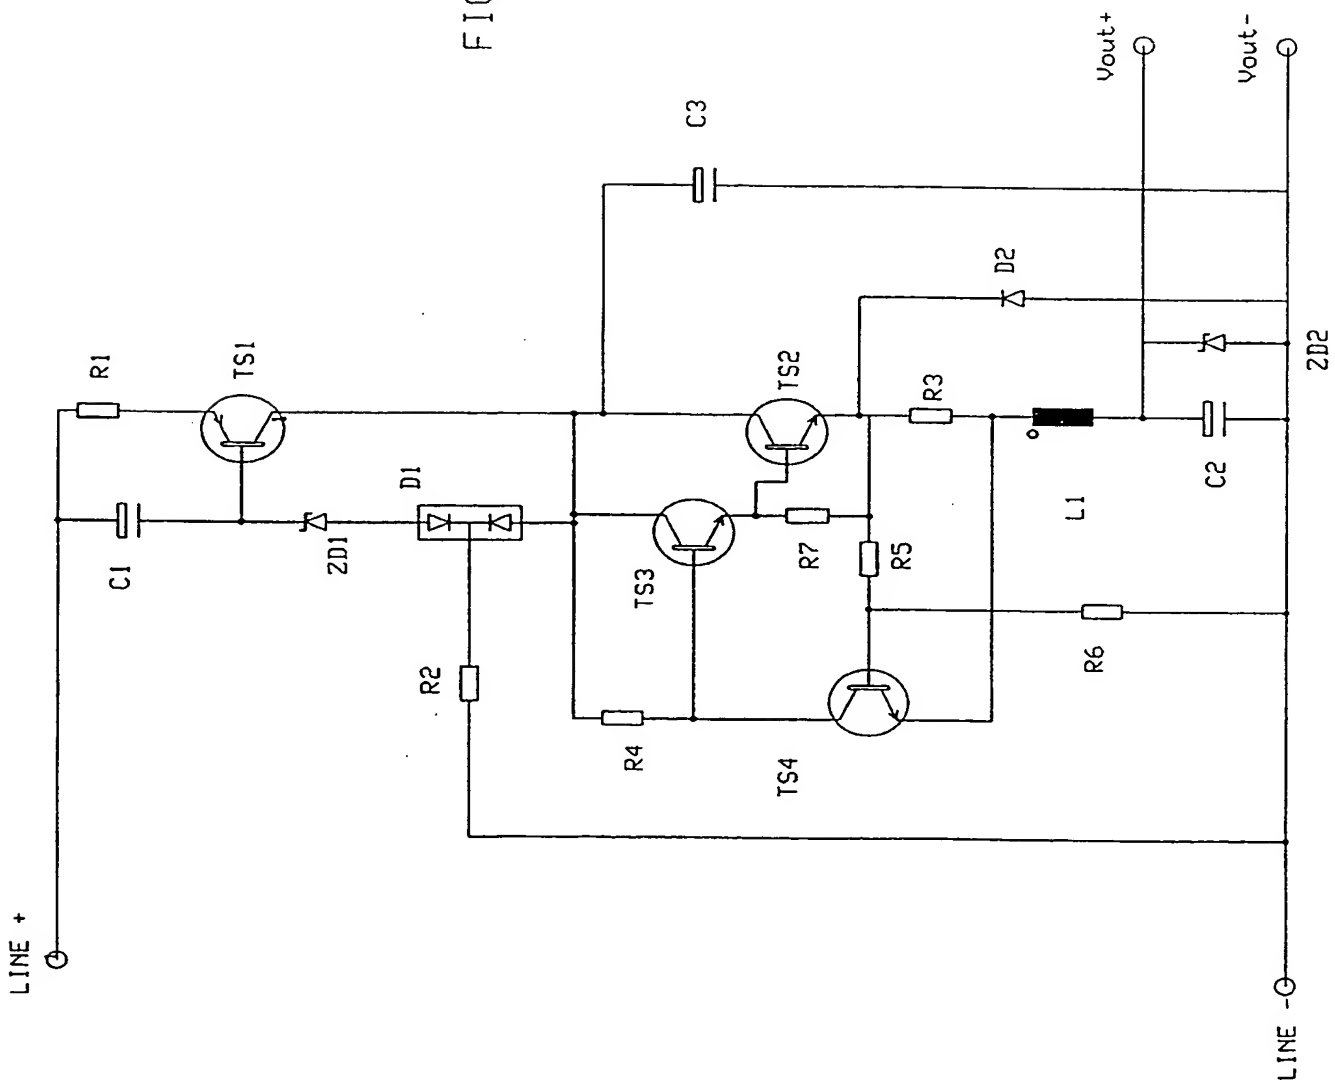 FIG
LINE +
LINE -
Vout+
Vout-
R1
TS1
C1
ZD1
D1
R2
C3
TS2
TS3
R7
R5
R4
TS4
R3
D2
R6
L1
C2
ZD2